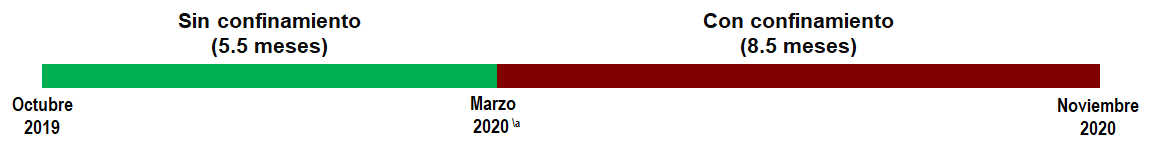 Sin confinamiento
(5.5 meses)
Con confinamiento
(8.5 meses)
Octubre
2019
Marzo
2020 \a
Noviembre
2020